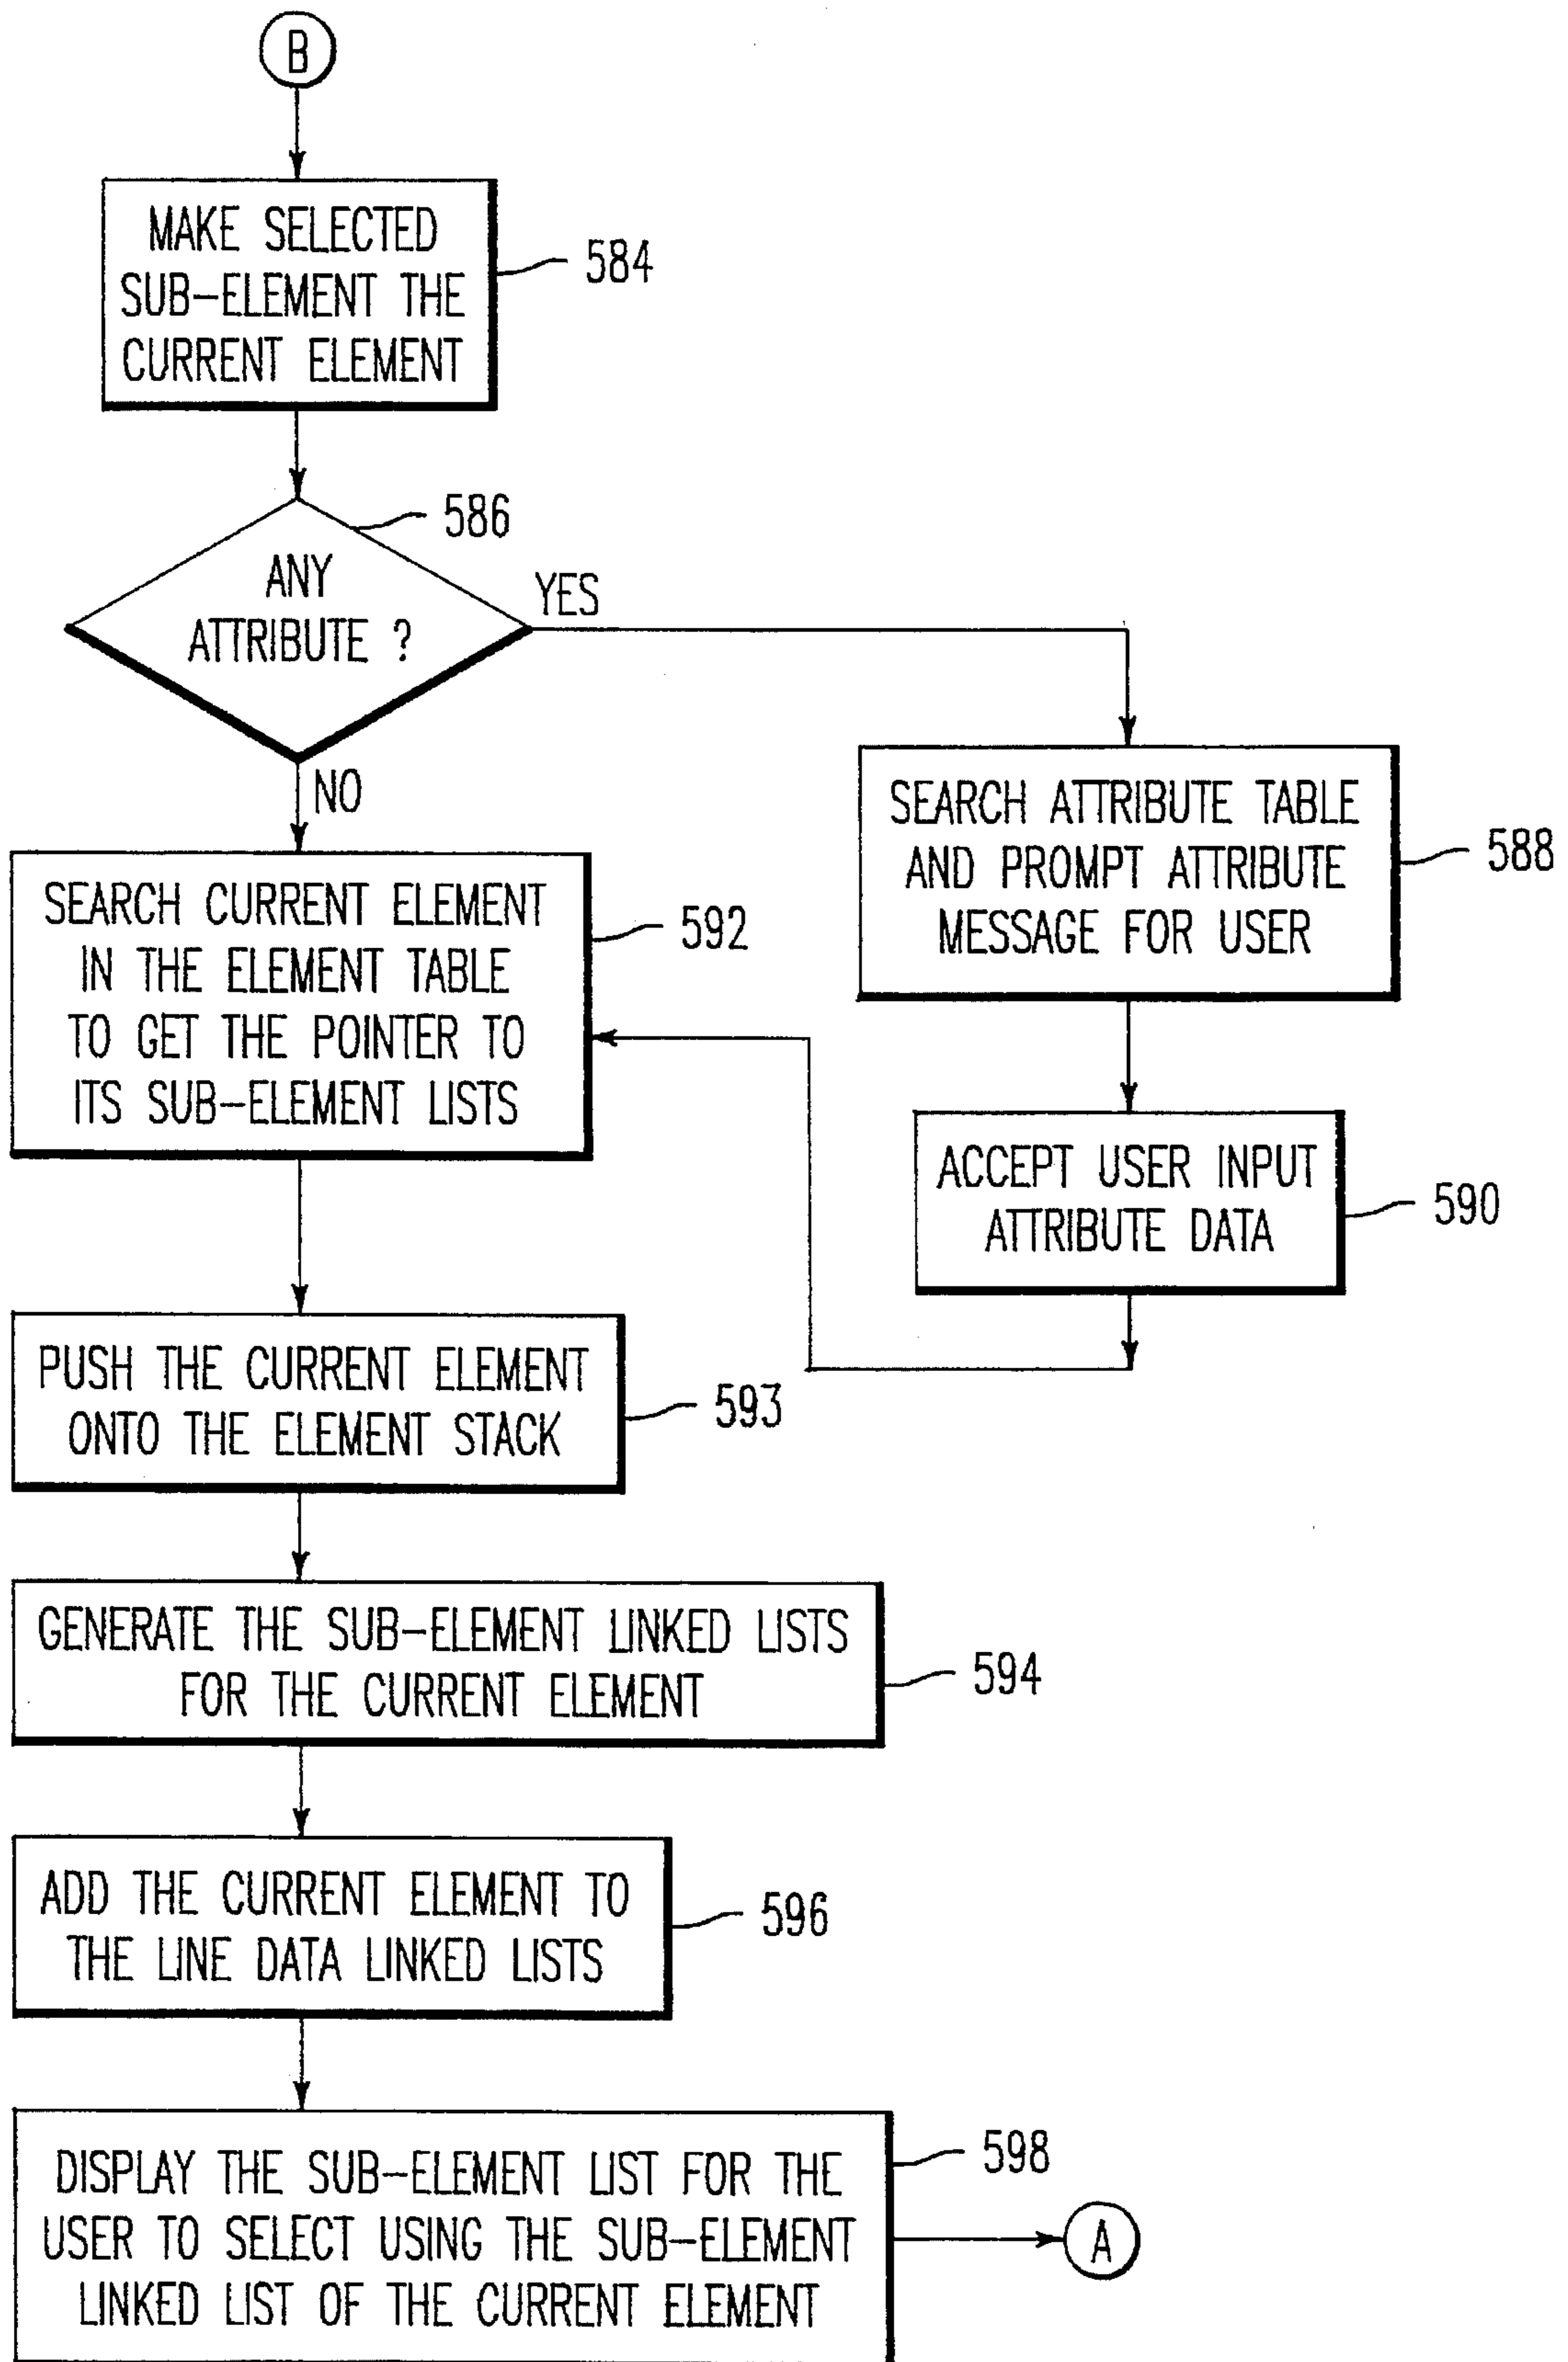 B
MAKE SELECTED
SUB-ELEMENT THE
CURRENT ELEMENT
584
586
ANY
ATTRIBUTE ?
YES
NO
SEARCH ATTRIBUTE TABLE
AND PROMPT ATTRIBUTE
MESSAGE FOR USER
588
SEARCH CURRENT ELEMENT
IN THE ELEMENT TABLE
TO GET THE POINTER TO
ITS SUB-ELEMENT LISTS
592
ACCEPT USER INPUT
ATTRIBUTE DATA
590
PUSH THE CURRENT ELEMENT
ONTO THE ELEMENT STACK
593
GENERATE THE SUB-ELEMENT LINKED LISTS
FOR THE CURRENT ELEMENT
594
ADD THE CURRENT ELEMENT TO
THE LINE DATA LINKED LISTS
596
DISPLAY THE SUB-ELEMENT LIST FOR THE
USER TO SELECT USING THE SUB-ELEMENT
LINKED LIST OF THE CURRENT ELEMENT
598
A